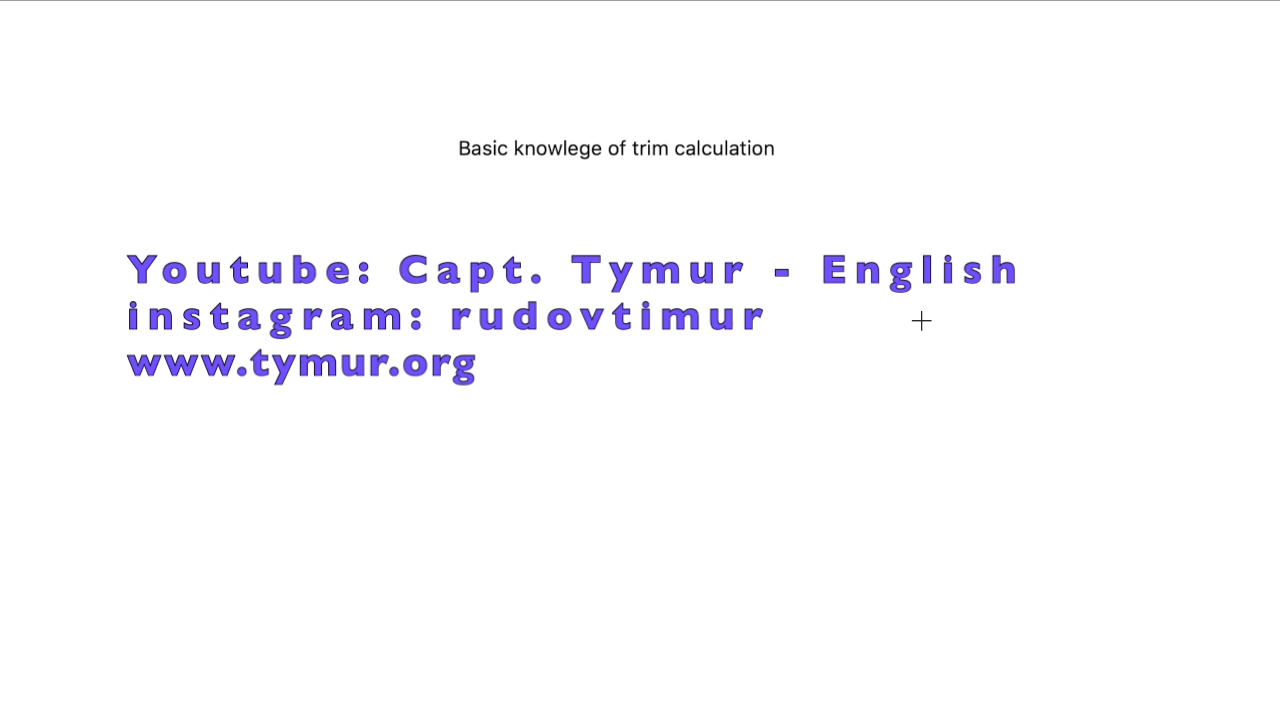 Basic knowlege of trim calculation
Youtube: Capt. Tymur - English
instagram: rudovtimur
www.tymur.org